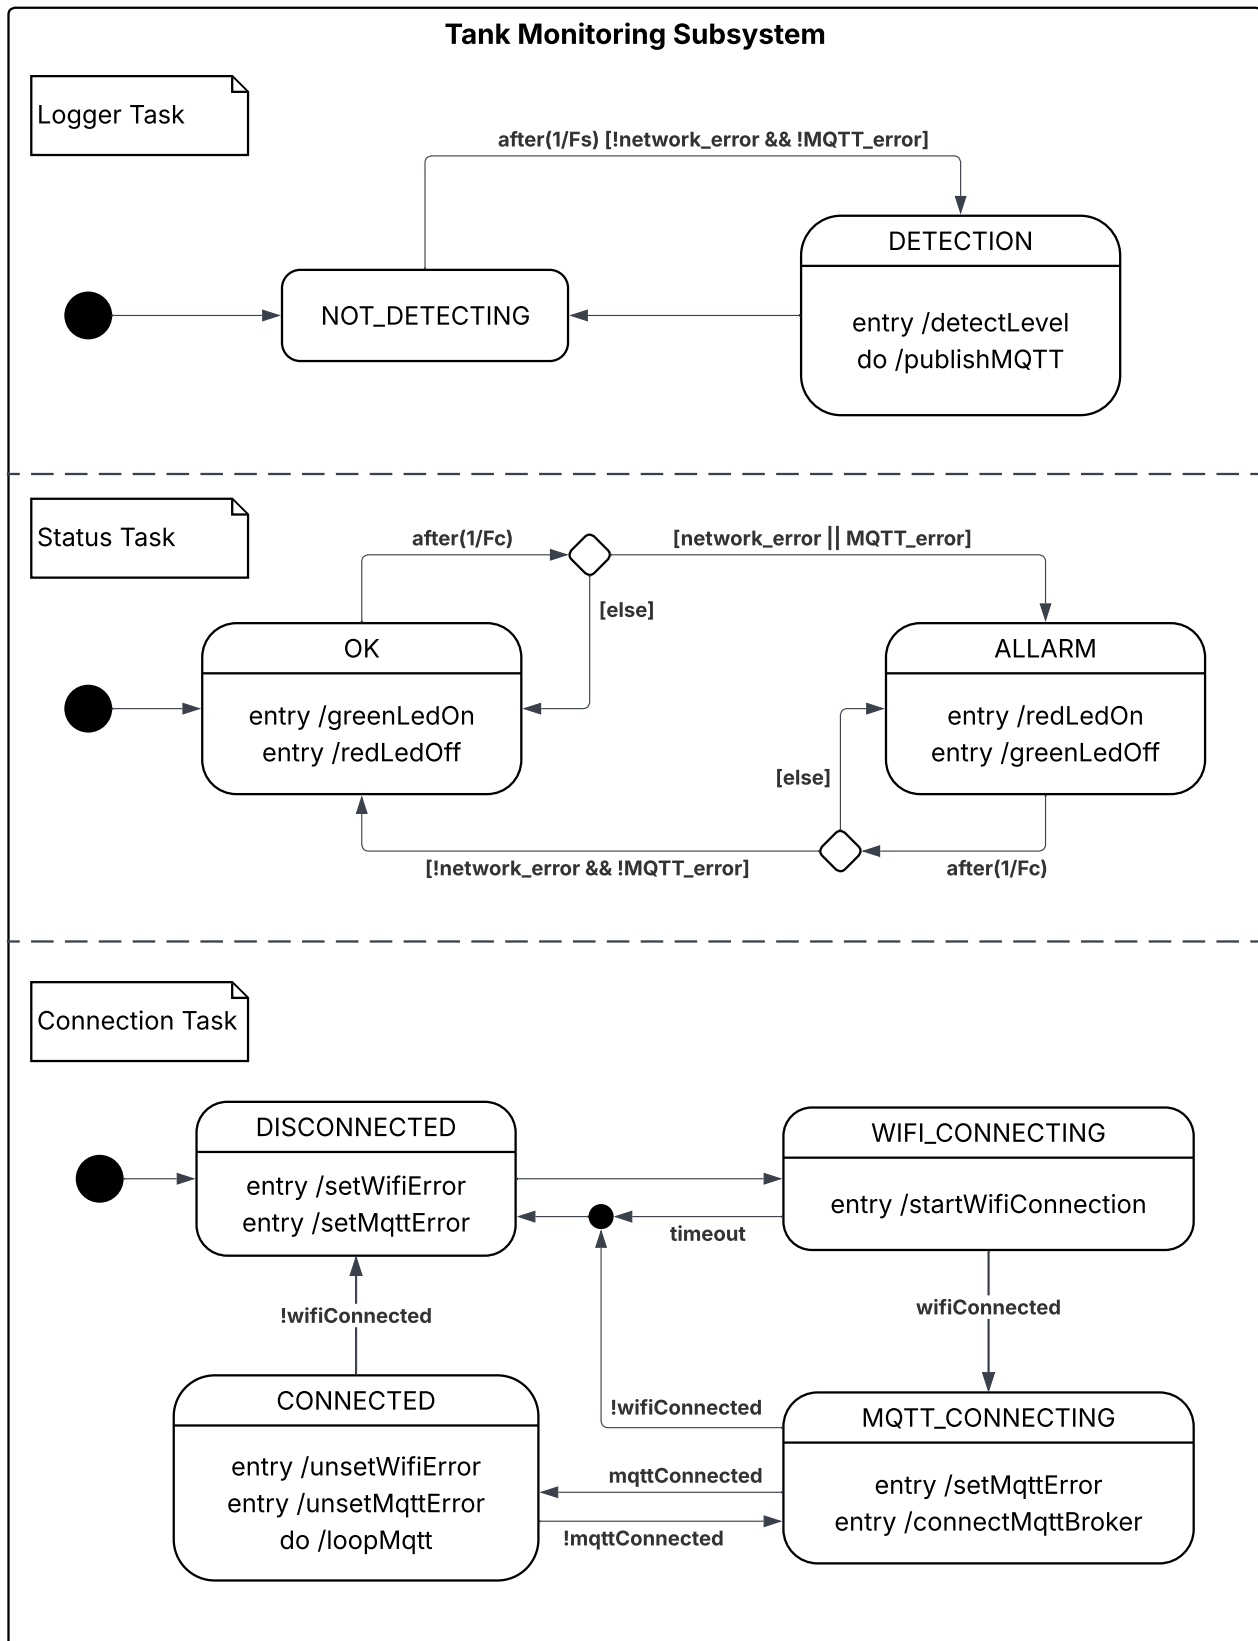 Tank Monitoring Subsystem
Logger Task
after(1/Fs) [!network_error && !MQTT_error]
DETECTION
NOT_DETECTING
entry /detectLevel
do /publishMQTT
Status Task
after(1/Fc)
[network_error || MQTT_error]
[else]
OK
entry /greenLedOn
entry /redLedOff
ALLARM
entry /redLedOn
entry /greenLedOff
[else]
[!network_error && !MQTT_error]
after(1/Fc)
Connection Task
DISCONNECTED
entry /setWifiError
entry /setMqttError
WIFI_CONNECTING
entry /startWifiConnection
timeout
!wifiConnected
wifiConnected
CONNECTED
entry /unsetWifiError
entry /unsetMqttError
do /loopMqtt
!wifiConnected
mqttConnected
!mqttConnected
MQTT_CONNECTING
entry /setMqttError
entry /connectMqttBroker